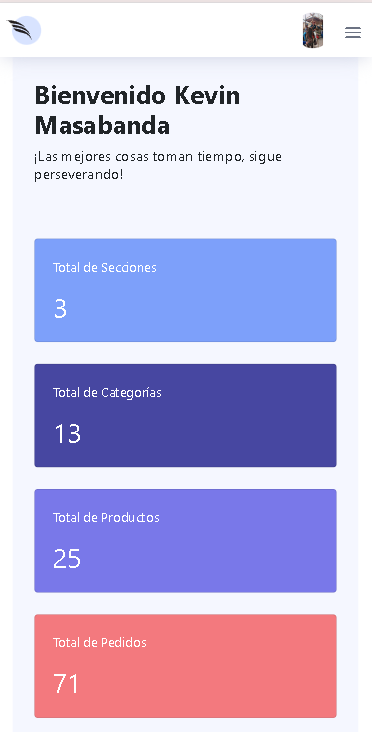 Bienvenido Kevin
Masabanda
¡Las mejores cosas toman tiempo, sigue
perseverando!
Total de Secciones
3
Total de Categorías
13
Total de Productos
25
Total de Pedidos
71